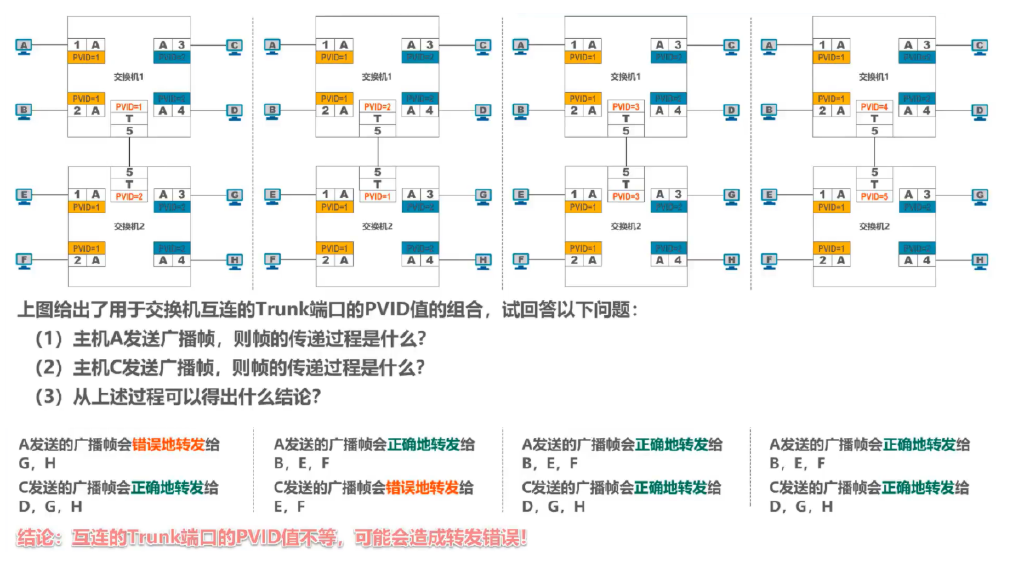 A 1 A A 3 C A 1 A A 3 C A 1 A A 3 C A 1 A A 3 C
PVID=1 PVID=2 PVID=1 PVID=2 PVID=1 PVID=2 PVID=1 PVID=2
交换机1 交换机1 交换机1 交换机1
PVID=1 PVID=2 PVID=1 PVID=2 PVID=1 PVID=2 PVID=1 PVID=2
B 2 A PVID=1 A 4 D B 2 A PVID=2 A 4 D B 2 A PVID=3 A 4 D B 2 A PVID=4 A 4 D
T T T T
5 5 5 5
5 5 5 5
T T T T
E 1 A PVID=2 A 3 G E 1 A PVID=1 A 3 G E 1 A PVID=3 A 3 G E 1 A PVID=5 A 3 G
PVID=1 PVID=2 PVID=1 PVID=2 PVID=1 PVID=2 PVID=1 PVID=2
交换机2 交换机2 交换机2 交换机2
PVID=1 PVID=2 PVID=1 PVID=2 PVID=1 PVID=2 PVID=1 PVID=2
F 2 A A 4 H F 2 A A 4 H F 2 A A 4 H F 2 A A 4 H
上图给出了用于交换机互连的Trunk端口的PVID值的组合，试回答以下问题：
（1）主机A发送广播帧，则帧的传递过程是什么？
（2）主机C发送广播帧，则帧的传递过程是什么？
（3）从上述过程可以得出什么结论？
A发送的广播帧会错误地转发给
G，H
C发送的广播帧会正确地转发给
D，G，H
A发送的广播帧会正确地转发给
B，E，F
C发送的广播帧会错误地转发给
E，F
A发送的广播帧会正确地转发给
B，E，F
C发送的广播帧会正确地转发给
D，G，H
A发送的广播帧会正确地转发给
B，E，F
C发送的广播帧会正确地转发给
D，G，H
结论：互连的Trunk端口的PVID值不等，可能会造成转发错误！